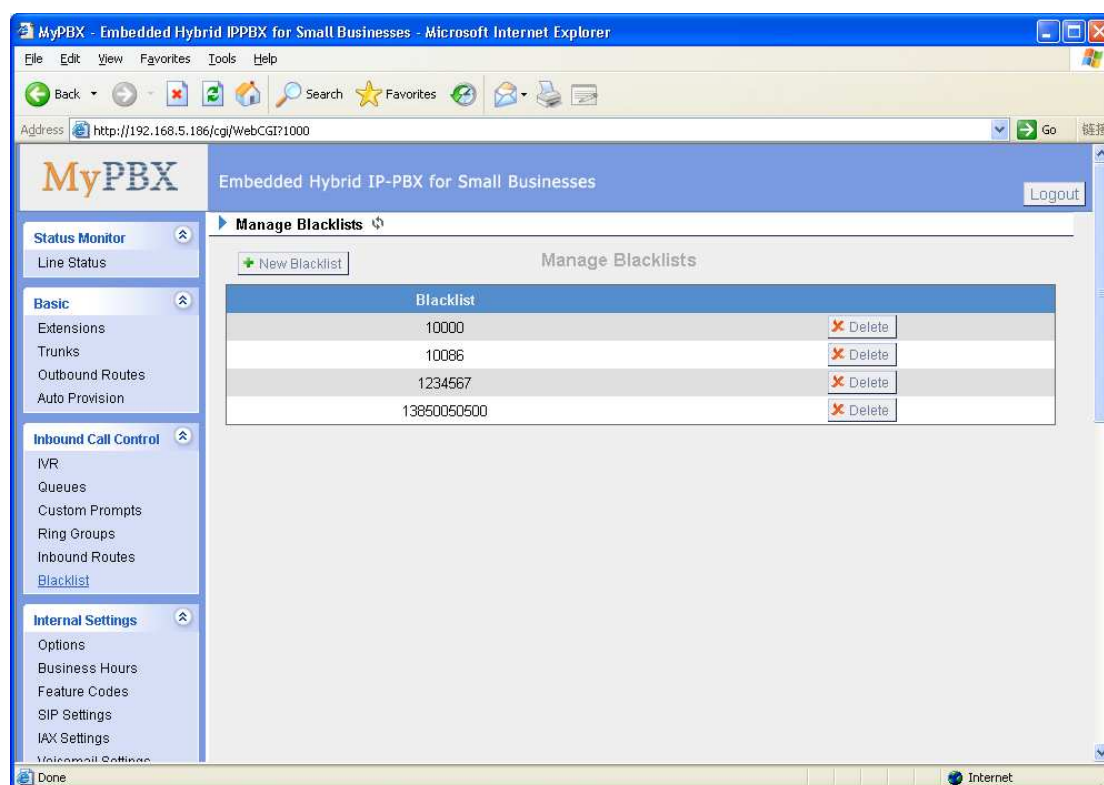 MyPBX - Embedded Hybrid IPPBX for Small Businesses - Microsoft Internet Explorer
File Edit View Favorites Tools Help
Back Search Favorites
Address http://192.168.5.186/cgi/WebCGI?1000 Go 链接
MyPBX
Embedded Hybrid IP-PBX for Small Businesses
Logout
Manage Blacklists
Status Monitor
Line Status
Basic
Extensions
Trunks
Outbound Routes
Auto Provision
Inbound Call Control
IVR
Queues
Custom Prompts
Ring Groups
Inbound Routes
Blacklist
Internal Settings
Options
Business Hours
Feature Codes
SIP Settings
IAX Settings
Voicemail Settings
New Blacklist
Manage Blacklists
Blacklist
10000 Delete
10086 Delete
1234567 Delete
13850050500 Delete
Done Internet